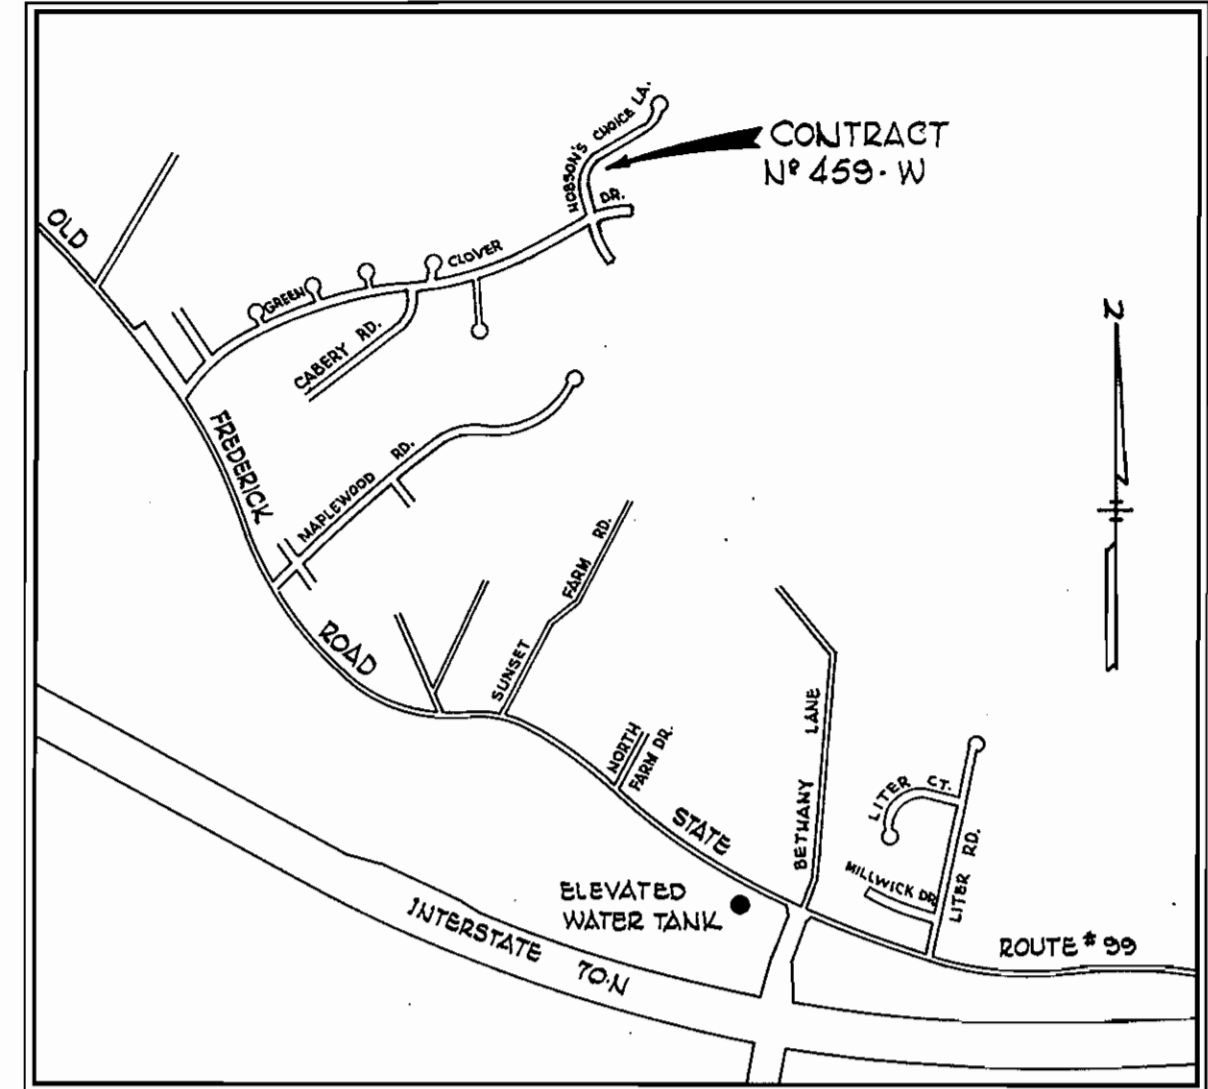 HOBSON'S CHOICE LA.
CONTRACT
Nº 459·W
DR.
OLD
CLOVER
GREEN
CABERY RD.
N
FREDERICK
MAPLEWOOD RD.
ROAD
SUNSET FARM RD.
NORTH
FARM DR.
BETHANY LANE
LITER CT.
STATE
MILLWICK DR
LITER RD.
ELEVATED
WATER TANK
INTERSTATE 70·N
ROUTE # 99